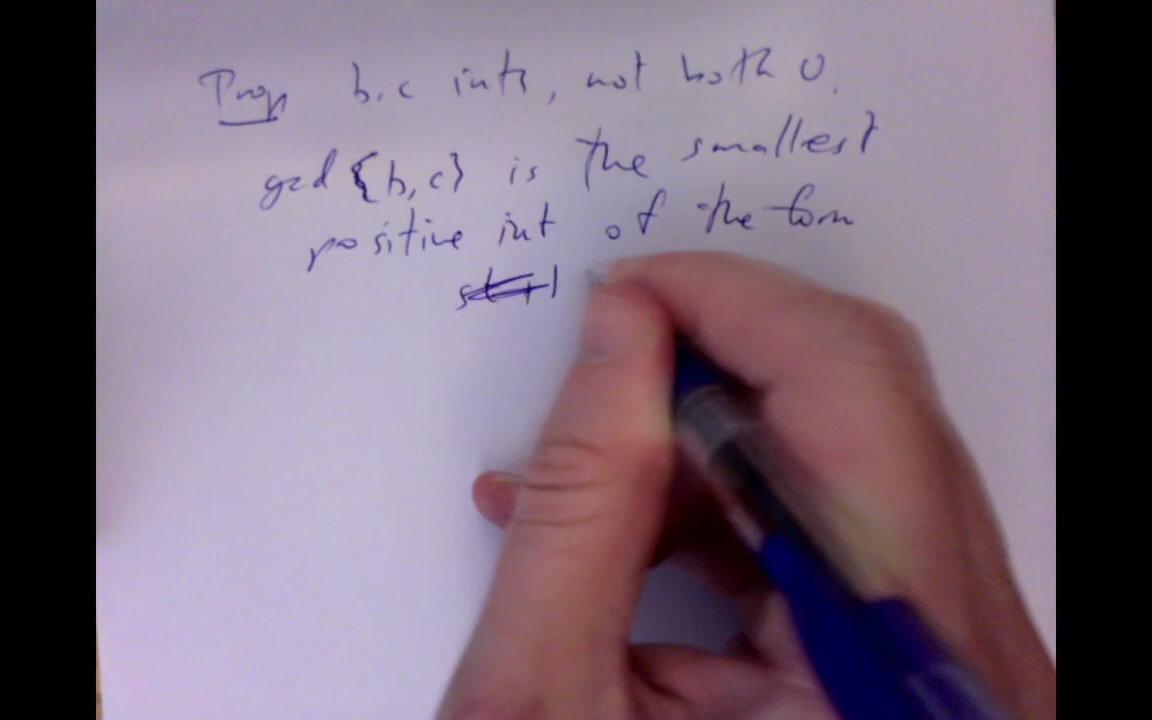 Prop b, c ints, not both 0.
gcd {b, c} is the smallest
positive int of the form